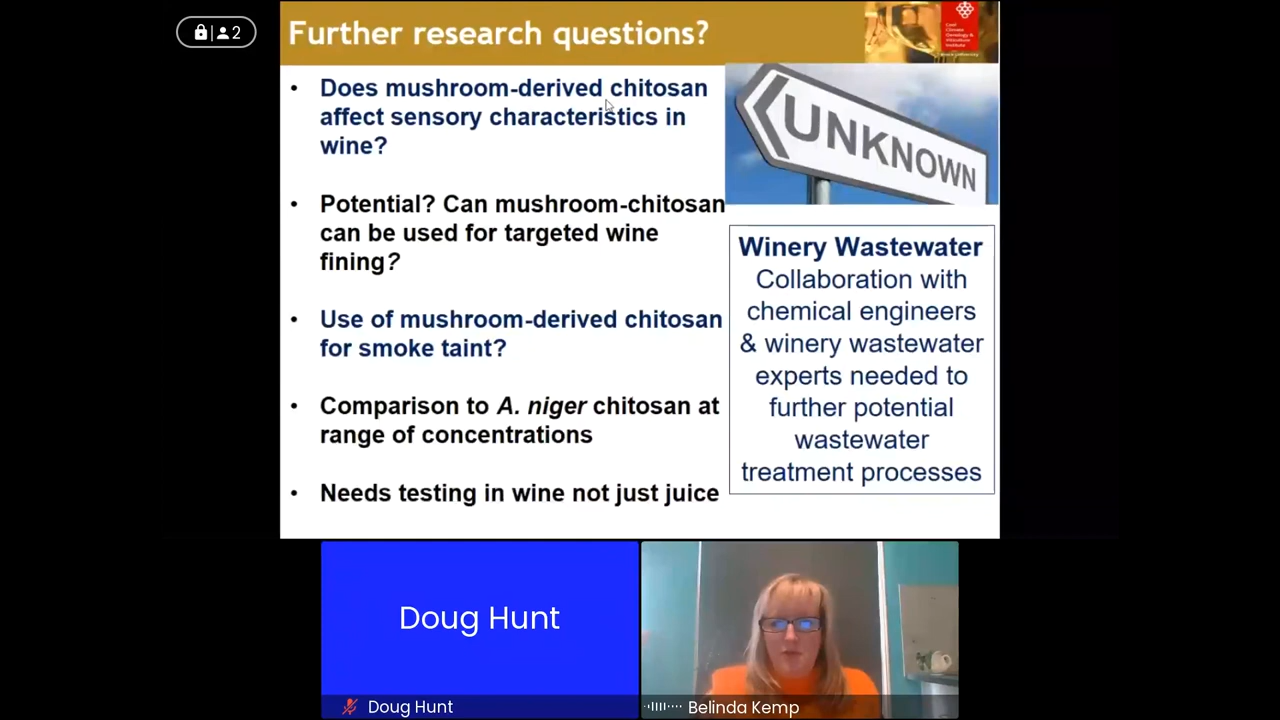 2
Further research questions?
• Does mushroom-derived chitosan
affect sensory characteristics in
wine?
• Potential? Can mushroom-chitosan
can be used for targeted wine
fining?
• Use of mushroom-derived chitosan
for smoke taint?
• Comparison to A. niger chitosan at
range of concentrations
• Needs testing in wine not just juice
UNKNOWN
Winery Wastewater
Collaboration with
chemical engineers
& winery wastewater
experts needed to
further potential
wastewater
treatment processes
Doug Hunt
Doug Hunt
Belinda Kemp